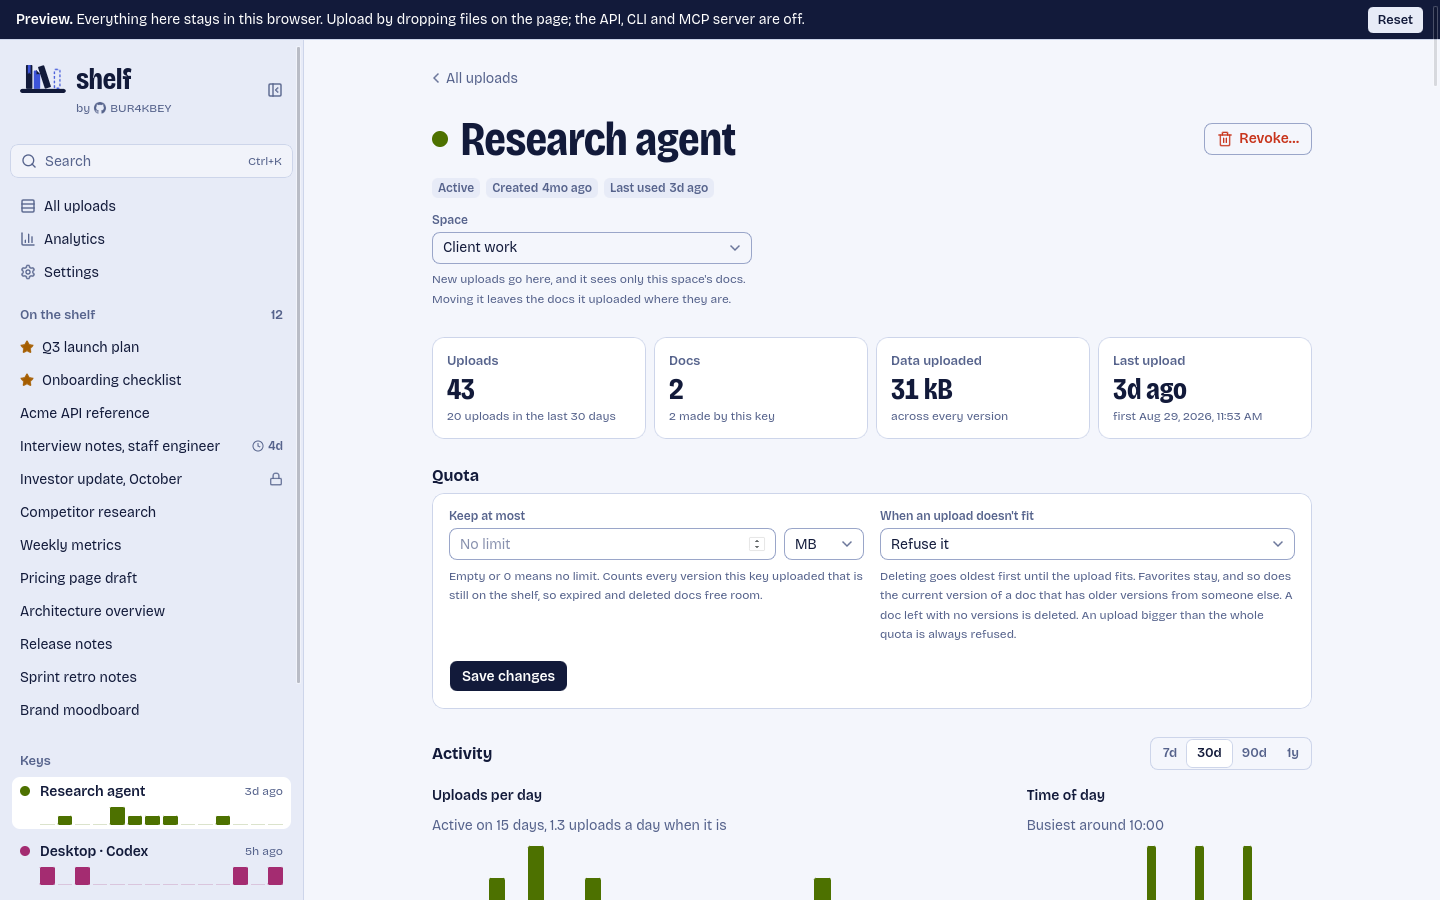 Preview. Everything here stays in this browser. Upload by dropping files on the page; the API, CLI and MCP server are off.
Reset
shelf
by BUR4KBEY
Search
Ctrl+K
All uploads
Analytics
Settings
On the shelf
12
Q3 launch plan
Onboarding checklist
Acme API reference
Interview notes, staff engineer
4d
Investor update, October
Competitor research
Weekly metrics
Pricing page draft
Architecture overview
Release notes
Sprint retro notes
Brand moodboard
Keys
Research agent
3d ago
Desktop · Codex
5h ago
All uploads
Research agent
Revoke...
Active
Created 4mo ago
Last used 3d ago
Space
Client work
New uploads go here, and it sees only this space's docs.
Moving it leaves the docs it uploaded where they are.
Uploads
43
20 uploads in the last 30 days
Docs
2
2 made by this key
Data uploaded
31 kB
across every version
Last upload
3d ago
first Aug 29, 2026, 11:53 AM
Quota
Keep at most
No limit
MB
Empty or 0 means no limit. Counts every version this key uploaded that is
still on the shelf, so expired and deleted docs free room.
When an upload doesn't fit
Refuse it
Deleting goes oldest first until the upload fits. Favorites stay, and so does
the current version of a doc that has older versions from someone else. A
doc left with no versions is deleted. An upload bigger than the whole
quota is always refused.
Save changes
Activity
7d
30d
90d
1y
Uploads per day
Active on 15 days, 1.3 uploads a day when it is
Time of day
Busiest around 10:00